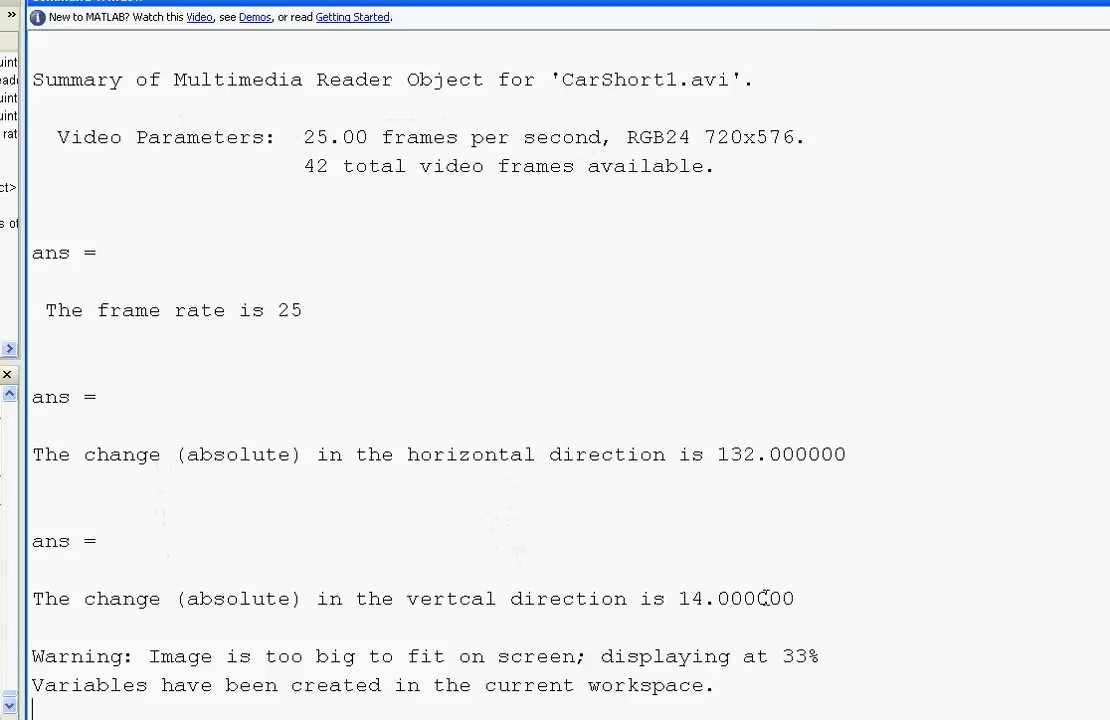 New to MATLAB? Watch this Video, see Demos, or read Getting Started.
Summary of Multimedia Reader Object for 'CarShort1.avi'.
Video Parameters: 25.00 frames per second, RGB24 720x576.
42 total video frames available.
ans =
The frame rate is 25
ans =
The change (absolute) in the horizontal direction is 132.000000
ans =
The change (absolute) in the vertcal direction is 14.000000
Warning: Image is too big to fit on screen; displaying at 33%
Variables have been created in the current workspace.